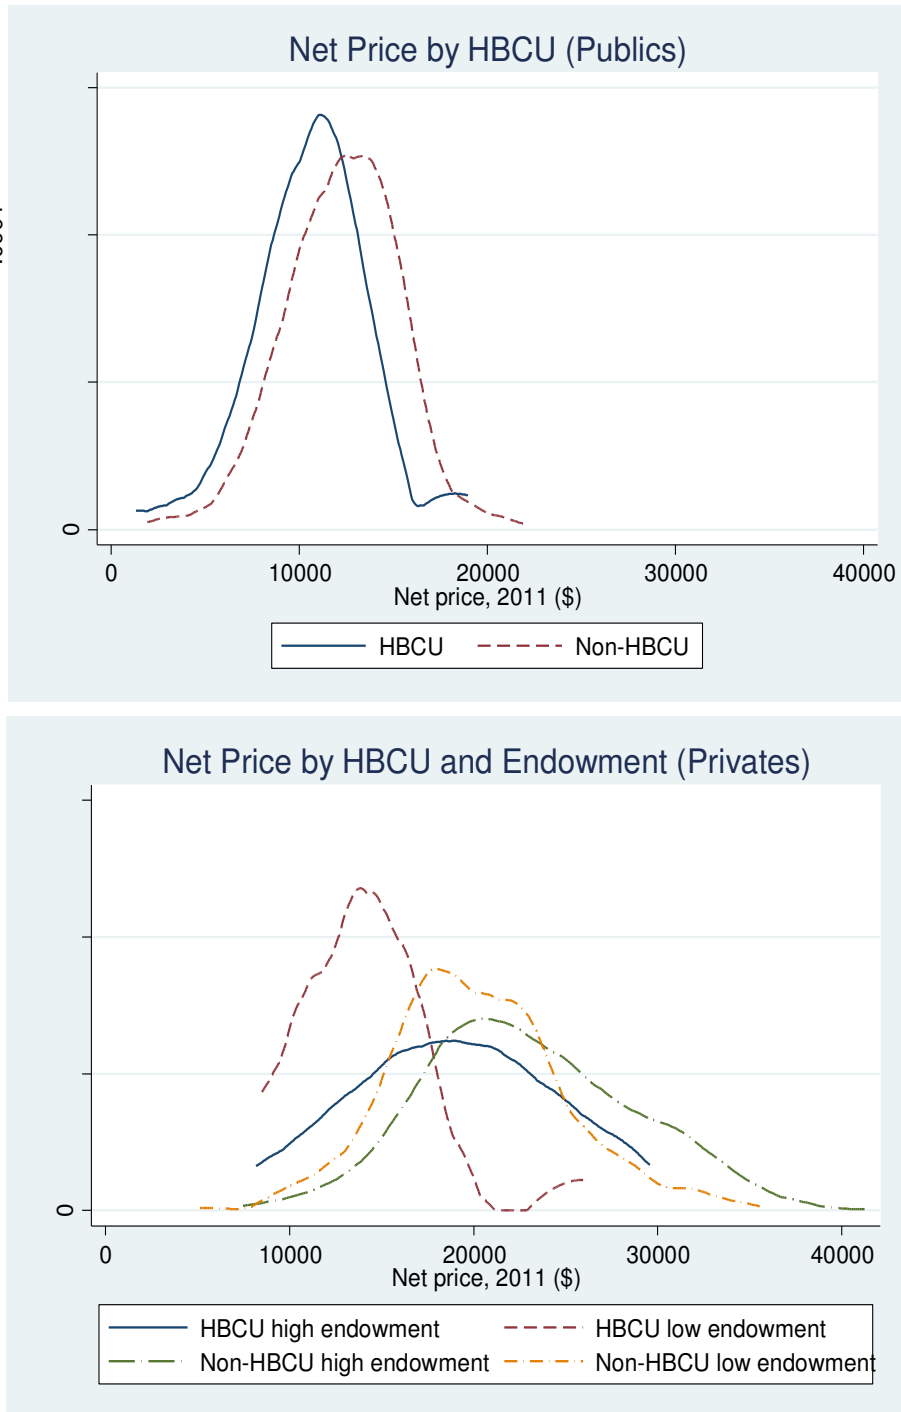 Net Price by HBCU (Publics)
0
0 10000 20000 30000 40000
Net price, 2011 ($)
HBCU Non-HBCU
Net Price by HBCU and Endowment (Privates)
0
0 10000 20000 30000 40000
Net price, 2011 ($)
HBCU high endowment HBCU low endowment
Non-HBCU high endowment Non-HBCU low endowment